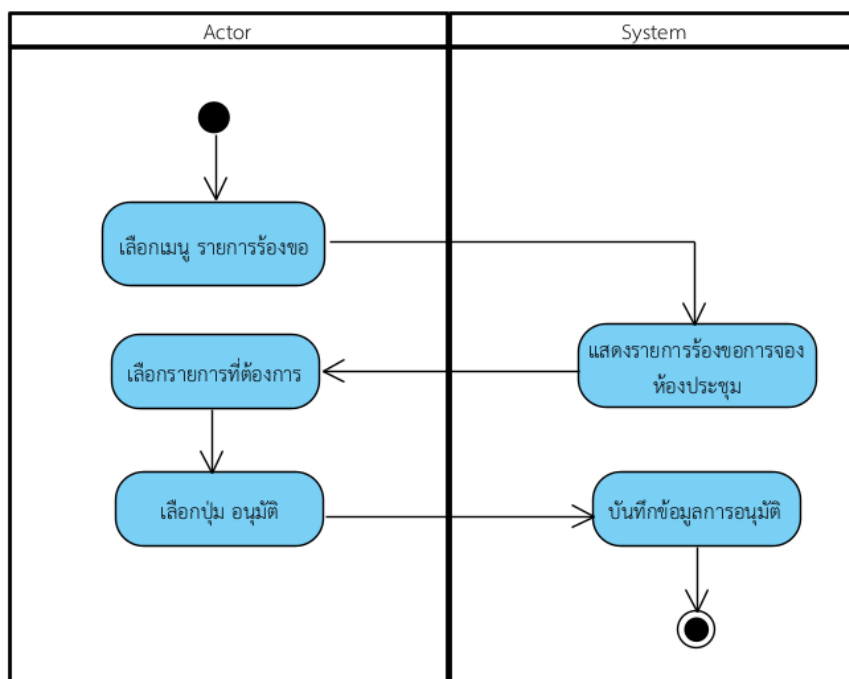 Actor
System
เลือกเมนู รายการร้องขอ
แสดงรายการร้องขอการจอง
ห้องประชุม
เลือกรายการที่ต้องการ
เลือกปุ่ม อนุมัติ
บันทึกข้อมูลการอนุมัติ